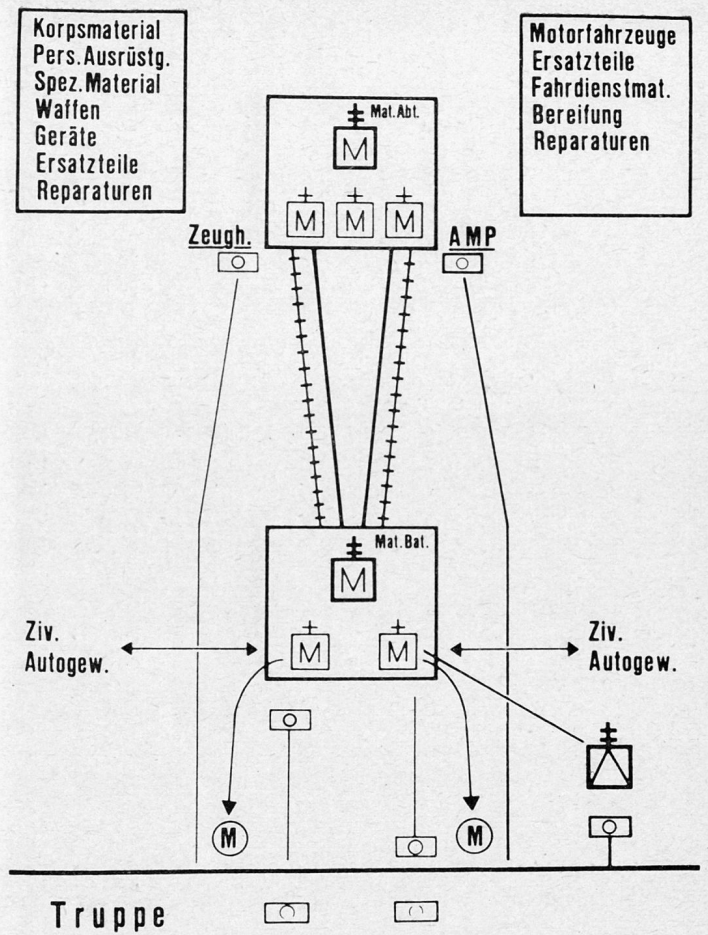 Korpsmaterial
Pers.Ausrüstg.
Spez.Material
Waffen
Geräte
Ersatzteile
Reparaturen
Motorfahrzeuge
Ersatzteile
Fahrdienstmat.
Bereifung
Reparaturen
Mat.Abt.
M
M M M
Zeugh.
AMP
Mat.Bat.
M
M M
Ziv.
Autogew.
Ziv.
Autogew.
M M
Truppe